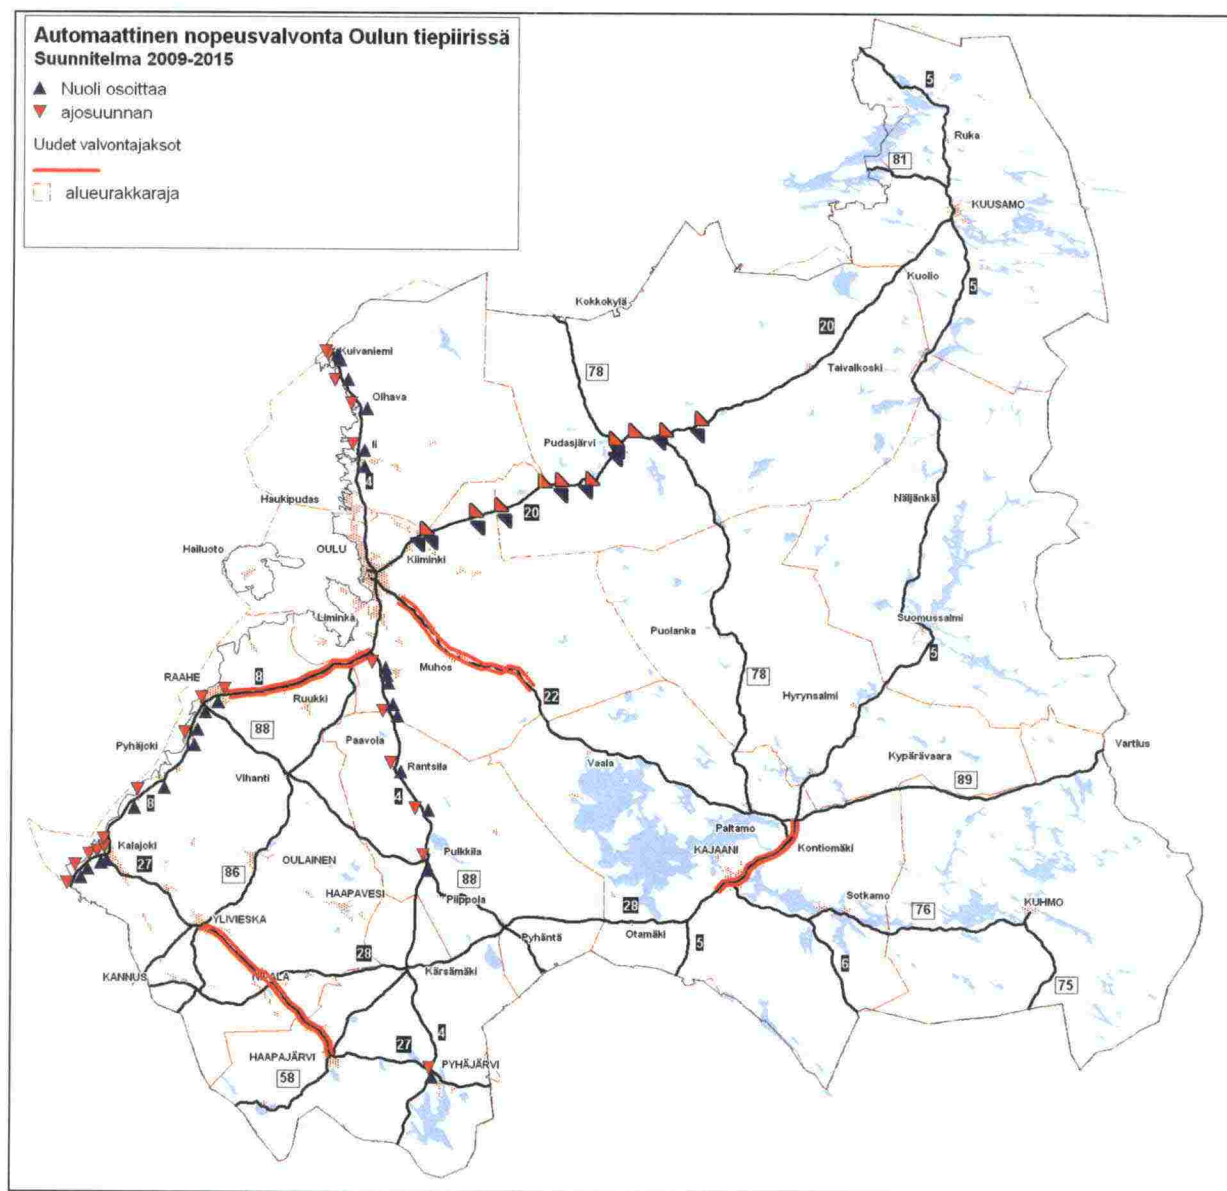 Automaattinen nopeusvalvonta Oulun tiepiirissä
Suunnitelma 2009-2015
Nuoli osoittaa
ajosuunnan
Uudet valvontajaksot
alueurakkaraja
5
Ruka
81
KUUSAMO
Kuolio
5
Kokkokylä
20
Kuivaniemi
78
Taivalkoski
Olhava
Pudasjärvi
Ii
4
Haukipudas
Näljänkä
20
OULU
Kiiminki
Hailuoto
Liminka
Puolanka
Suomussalmi
Muhos
5
RAAHE
8
Ruukki
22
78
Hyrynsalmi
88
Paavola
Pyhäjoki
Vartius
Vihanti
Rantsila
Vaala
Kypärävaara
89
8
4
Paltamo
Kalajoki
Pulkkila
KAJAANI
Kontiomäki
27
OULAINEN
86
HAAPAVESI
88
Piippola
Sotkamo
KUHMO
28
76
YLIVIESKA
Otamäki
Pyhäntä
28
5
KANNUS
NIVALA
Kärsämäki
6
75
4
27
HAAPAJÄRVI
PYHÄJÄRVI
58